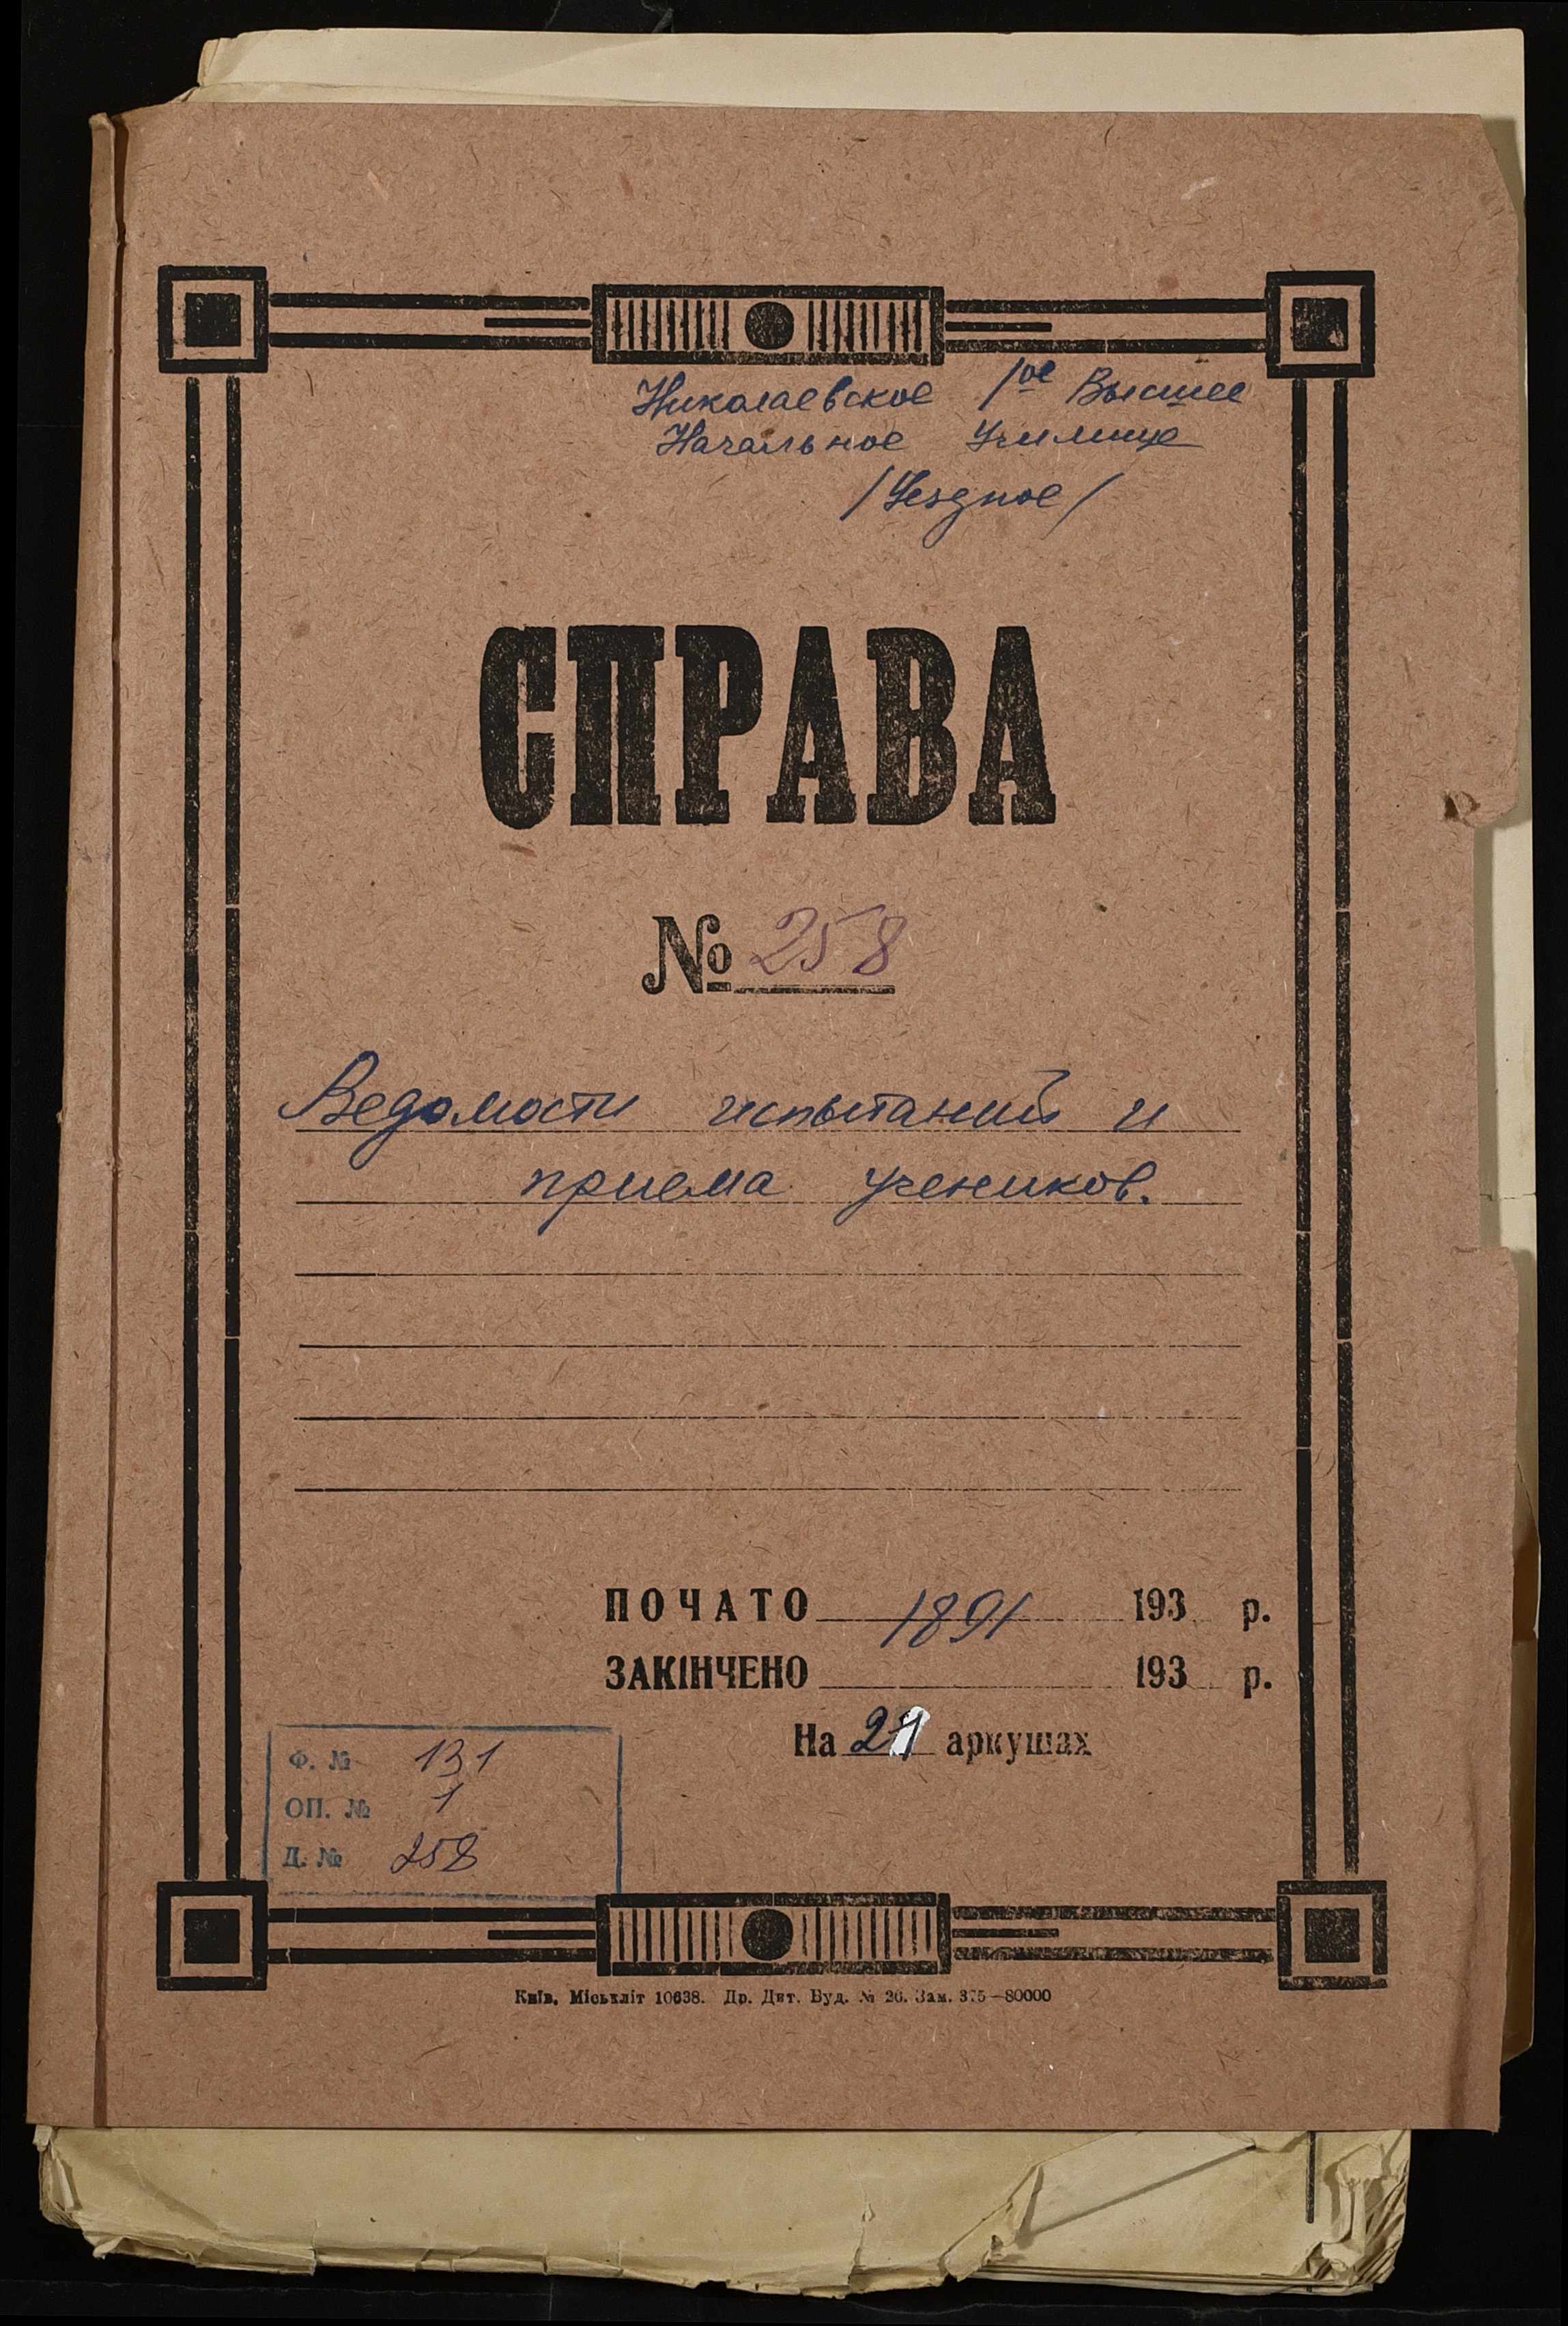 Николаевское 1ое Высшее
Начальное Училище
/Уездное/
СПРАВА
№ 258
Ведомости испытаний и
приема учеников.
ПОЧАТО 1891 193 р.
ЗАКІНЧЕНО 193 р.
На 21 аркушах
Ф. № 131
ОП. № 1
Д. № 258
Київ, Міськліт 10638. Др. Дит. Буд. № 26. Зам. 375—80000